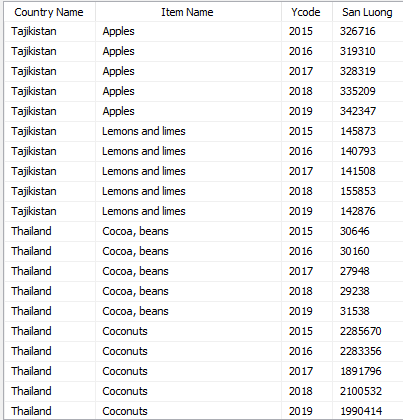 Country Name Item Name Ycode San Luong
Tajikistan Apples 2015 326716
Tajikistan Apples 2016 319310
Tajikistan Apples 2017 328319
Tajikistan Apples 2018 335209
Tajikistan Apples 2019 342347
Tajikistan Lemons and limes 2015 145873
Tajikistan Lemons and limes 2016 140793
Tajikistan Lemons and limes 2017 141508
Tajikistan Lemons and limes 2018 155853
Tajikistan Lemons and limes 2019 142876
Thailand Cocoa, beans 2015 30646
Thailand Cocoa, beans 2016 30160
Thailand Cocoa, beans 2017 27948
Thailand Cocoa, beans 2018 29238
Thailand Cocoa, beans 2019 31538
Thailand Coconuts 2015 2285670
Thailand Coconuts 2016 2283356
Thailand Coconuts 2017 1891796
Thailand Coconuts 2018 2100532
Thailand Coconuts 2019 1990414